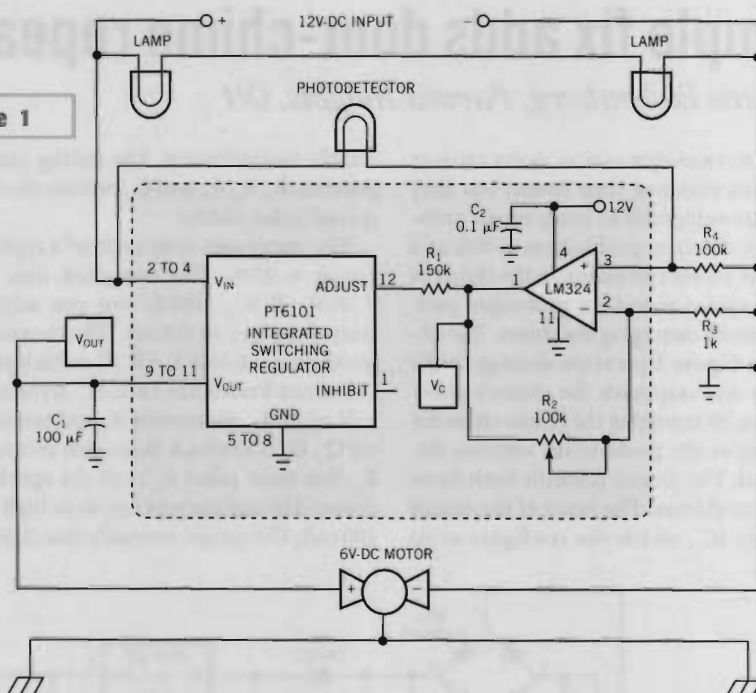 +
12V-DC INPUT
−
LAMP
LAMP
PHOTODETECTOR
e 1
12V
C2
0.1 µF
R4
100k
2 TO 4
VIN
ADJUST
12
R1
150k
1
4
+
3
LM324
−
2
11
PT6101
INTEGRATED
SWITCHING
REGULATOR
R3
1k
VOUT
9 TO 11
VOUT
INHIBIT
1
VC
R2
100k
C1
100 µF
GND
5 TO 8
6V-DC MOTOR
+
−